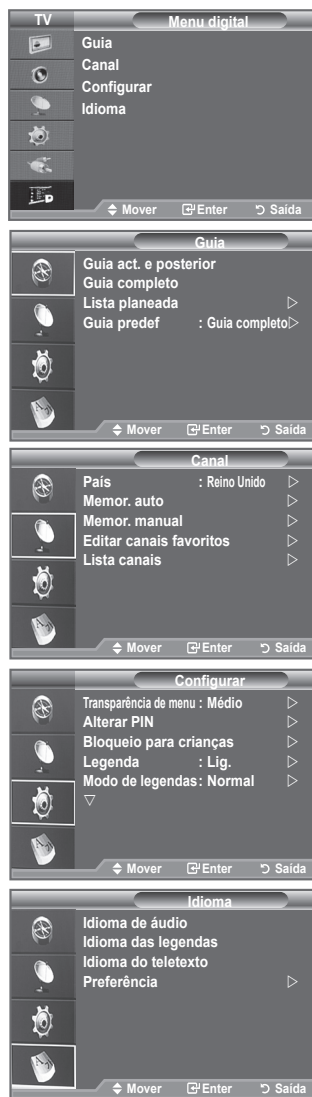 TV
Menu digital
Guia
Canal
Configurar
Idioma
Mover Enter Saída
Guia
Guia act. e posterior
Guia completo
Lista planeada
Guia predef : Guia completo
Mover Enter Saída
Canal
País : Reino Unido
Memor. auto
Memor. manual
Editar canais favoritos
Lista canais
Mover Enter Saída
Configurar
Transparência de menu : Médio
Alterar PIN
Bloqueio para crianças
Legenda : Lig.
Modo de legendas : Normal
Mover Enter Saída
Idioma
Idioma de áudio
Idioma das legendas
Idioma do teletexto
Preferência
Mover Enter Saída